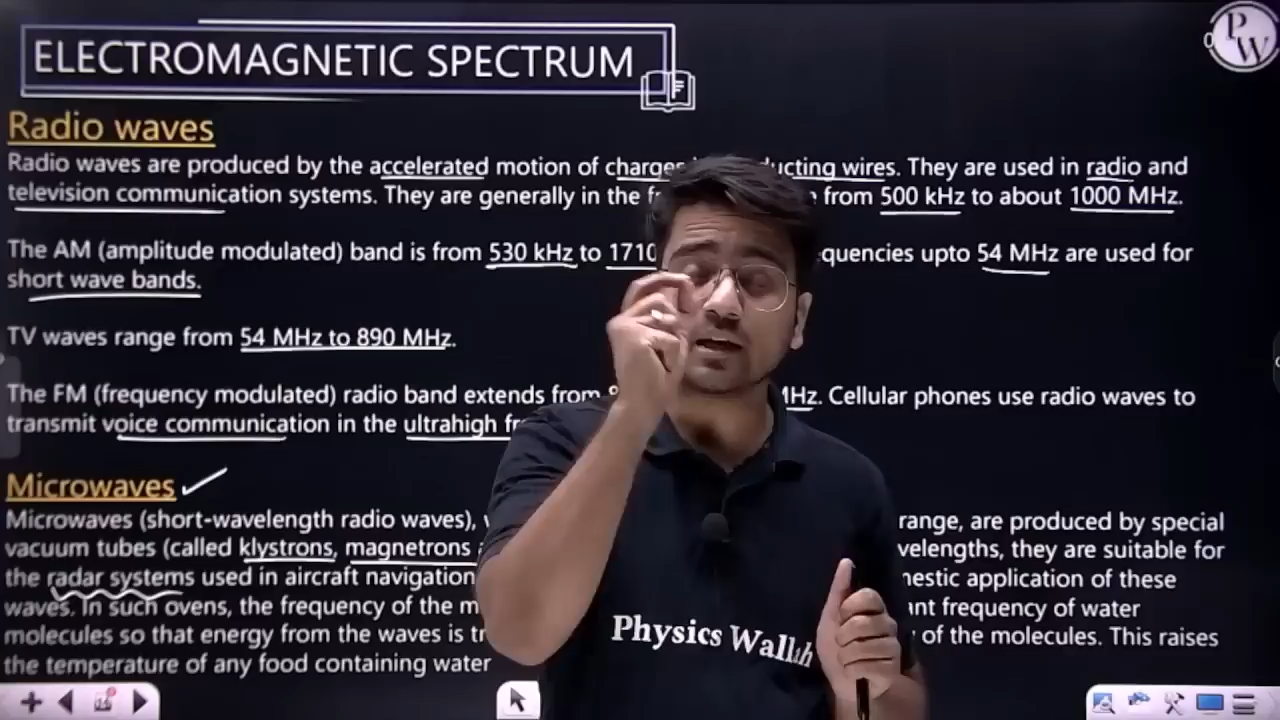 ELECTROMAGNETIC SPECTRUM
PW
Radio waves
Radio waves are produced by the accelerated motion of charges ucting wires. They are used in radio and
television communication systems. They are generally in the from 500 kHz to about 1000 MHz.
The AM (amplitude modulated) band is from 530 kHz to 1710 quencies upto 54 MHz are used for
short wave bands.
TV waves range from 54 MHz to 890 MHz.
The FM (frequency modulated) radio band extends from MHz. Cellular phones use radio waves to
transmit voice communication in the ultrahigh
Microwaves
Microwaves (short-wavelength radio waves), range, are produced by special
vacuum tubes (called klystrons, magnetrons velengths, they are suitable for
the radar systems used in aircraft navigation application of these
waves. In such ovens, the frequency of the frequency of water
molecules so that energy from the waves is of the molecules. This raises
the temperature of any food containing water
Physics Wallah